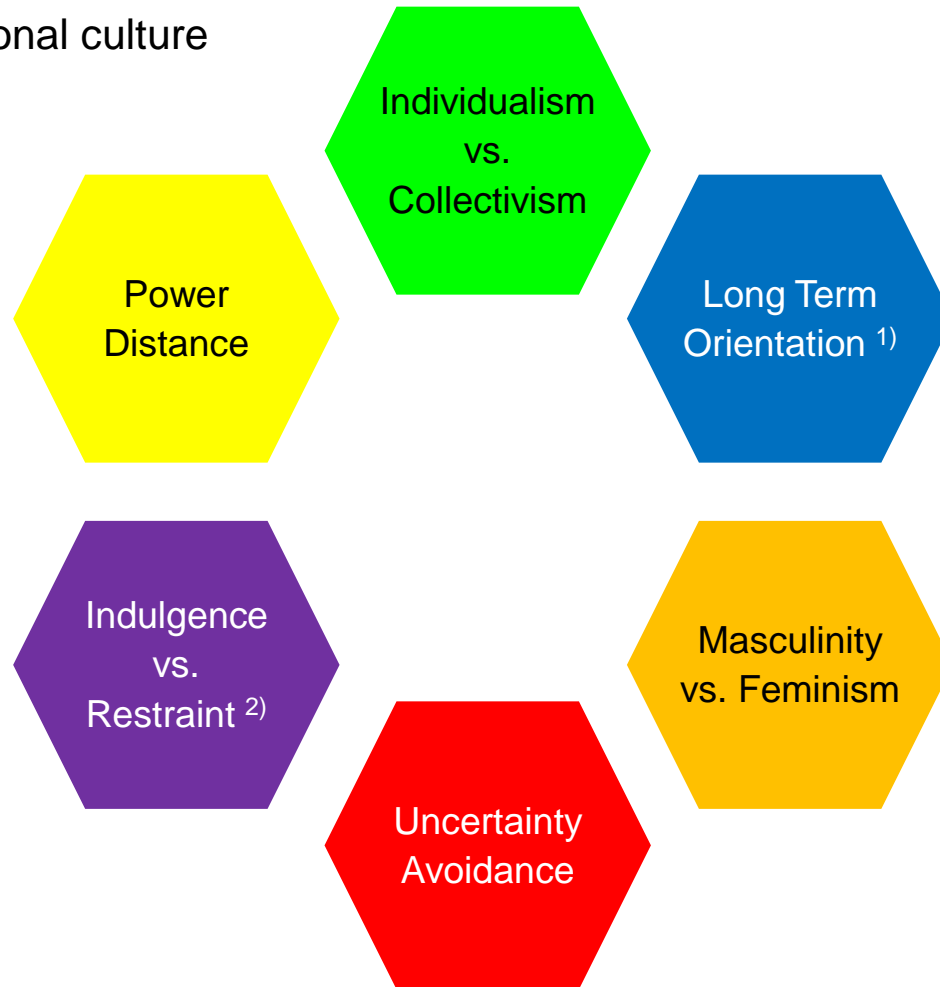 onal culture
Individualism
vs.
Collectivism
Power
Distance
Long Term
Orientation 1)
Indulgence
vs.
Restraint 2)
Masculinity
vs. Feminism
Uncertainty
Avoidance